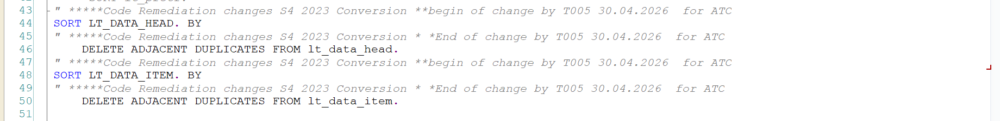 43 " *****Code Remediation changes S4 2023 Conversion **begin of change by T005 30.04.2026  for ATC
44 SORT LT_DATA_HEAD. BY
45 " *****Code Remediation changes S4 2023 Conversion * *End of change by T005 30.04.2026  for ATC
46     DELETE ADJACENT DUPLICATES FROM lt_data_head.
47 " *****Code Remediation changes S4 2023 Conversion **begin of change by T005 30.04.2026  for ATC
48 SORT LT_DATA_ITEM. BY
49 " *****Code Remediation changes S4 2023 Conversion * *End of change by T005 30.04.2026  for ATC
50     DELETE ADJACENT DUPLICATES FROM lt_data_item.
51